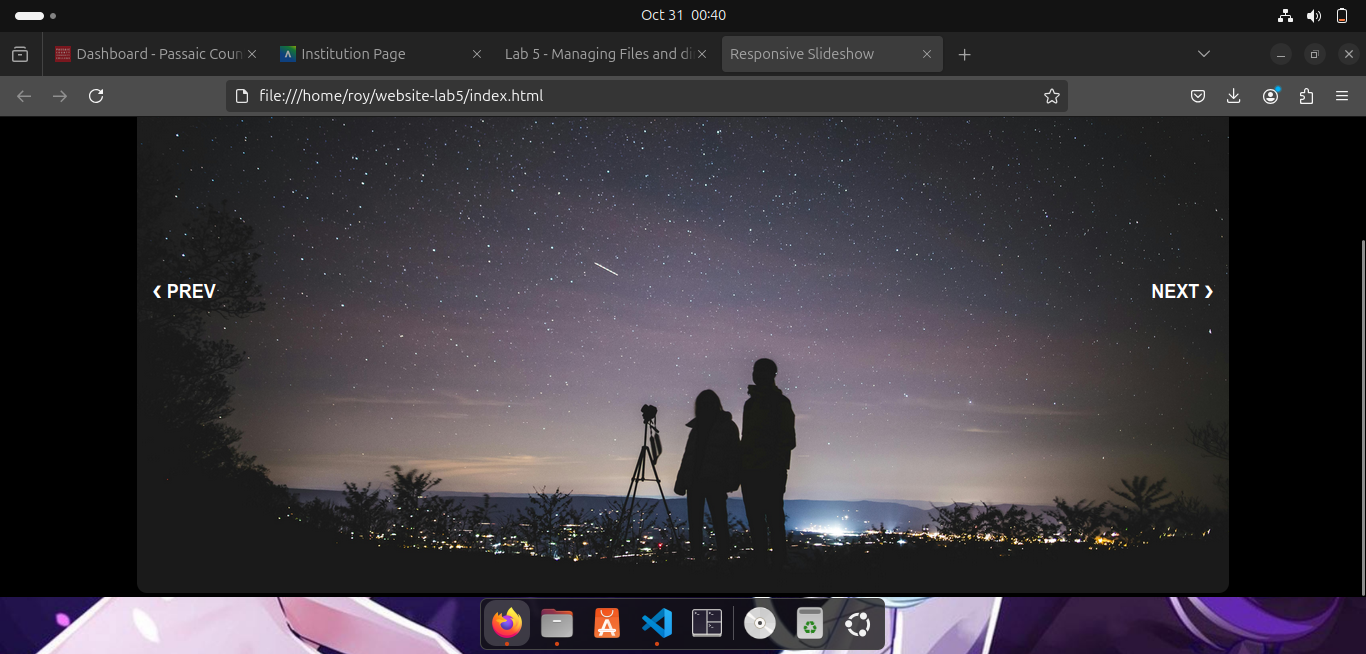 Oct 31 00:40
Dashboard - Passaic Coun
Institution Page
Lab 5 - Managing Files and di
Responsive Slideshow
file:///home/roy/website-lab5/index.html
❮ PREV
NEXT ❯